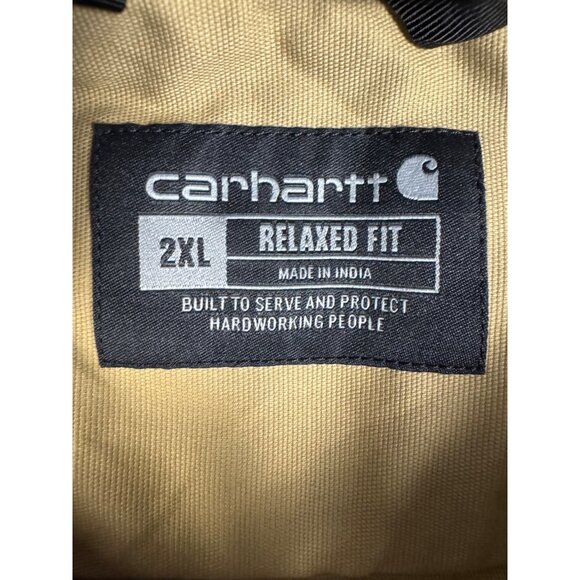 carhartt
2XL RELAXED FIT
MADE IN INDIA
BUILT TO SERVE AND PROTECT
HARDWORKING PEOPLE